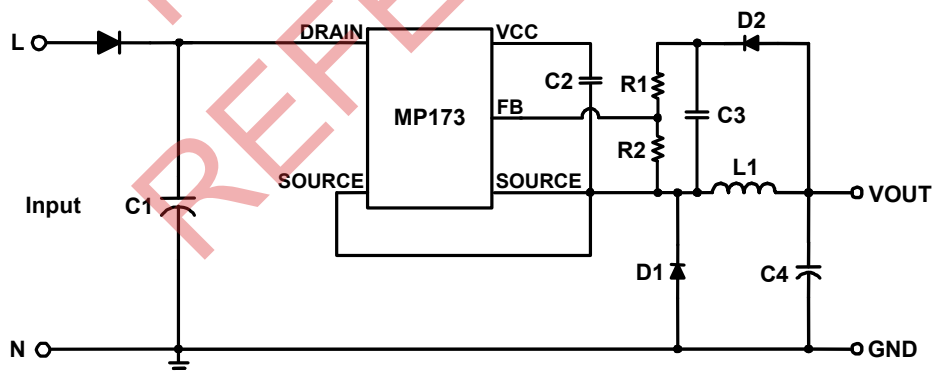 D2
L
DRAIN
VCC
C2
R1
FB
MP173
C3
R2
L1
SOURCE
SOURCE
Input
C1
VOUT
D1
C4
N
GND
REFE